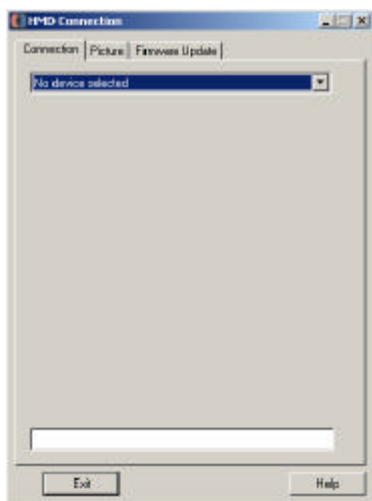 HMD Connection
Connection Picture Firmware Update
No device selected
Exit Help